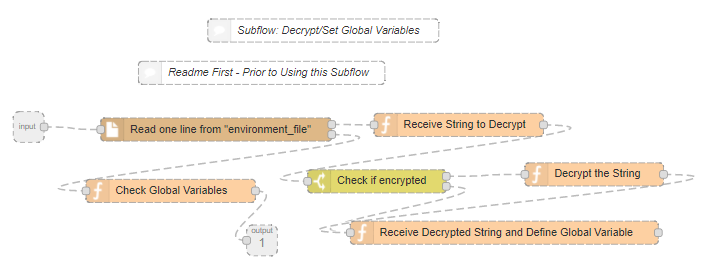 Subflow: Decrypt/Set Global Variables
Readme First - Prior to Using this Subflow
input
Read one line from "environment_file"
Receive String to Decrypt
Check Global Variables
Check if encrypted
Decrypt the String
output
1
Receive Decrypted String and Define Global Variable